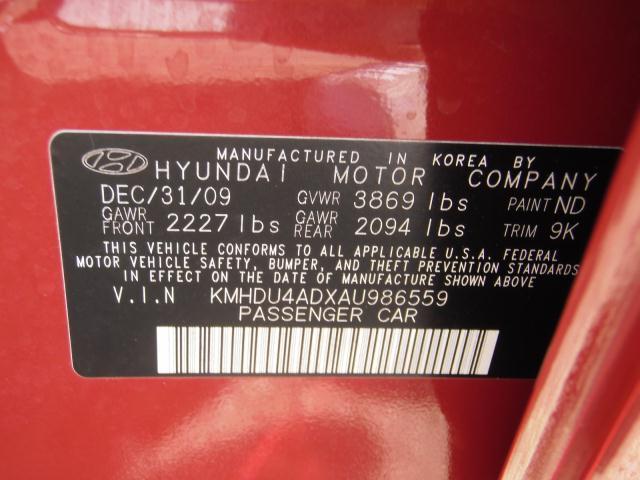 MANUFACTURED IN KOREA BY
HYUNDAI MOTOR COMPANY
DEC/31/09 GVWR 3869 lbs PAINT ND
GAWR FRONT 2227 lbs GAWR REAR 2094 lbs TRIM 9K
THIS VEHICLE CONFORMS TO ALL APPLICABLE U.S.A. FEDERAL
MOTOR VEHICLE SAFETY, BUMPER, AND THEFT PREVENTION STANDARDS
IN EFFECT ON THE DATE OF MANUFACTURE SHOWN ABOVE
V.I.N KMHDU4ADXAU986559
PASSENGER CAR